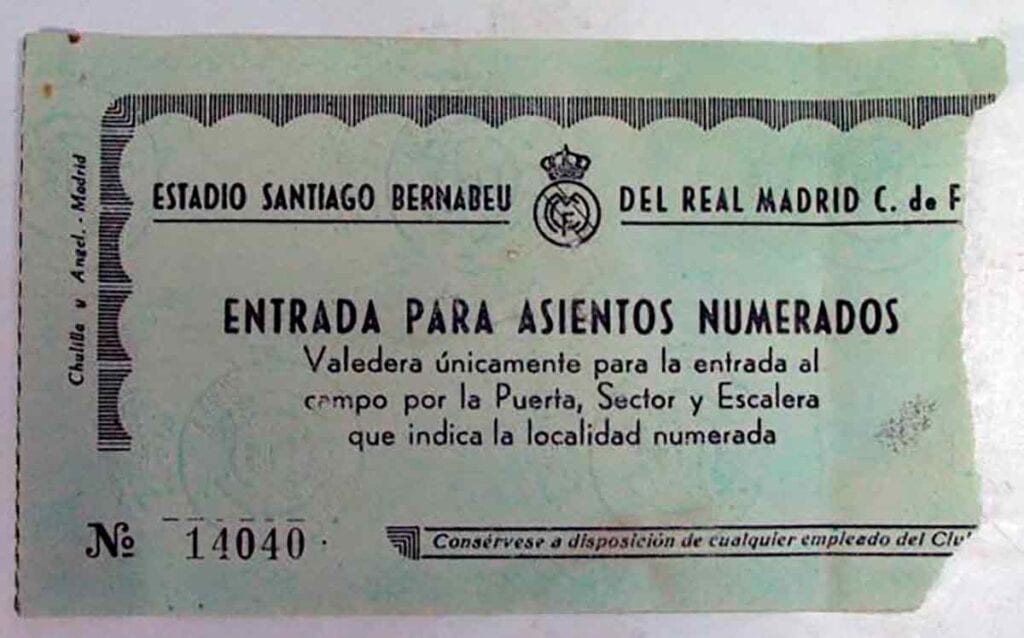 ESTADIO SANTIAGO BERNABEU DEL REAL MADRID C. de F
ENTRADA PARA ASIENTOS NUMERADOS
Valedera únicamente para la entrada al
campo por la Puerta, Sector y Escalera
que indica la localidad numerada
Nº 14040
Consérvese a disposición de cualquier empleado del Clu
Chulilla y Angel. - Madrid